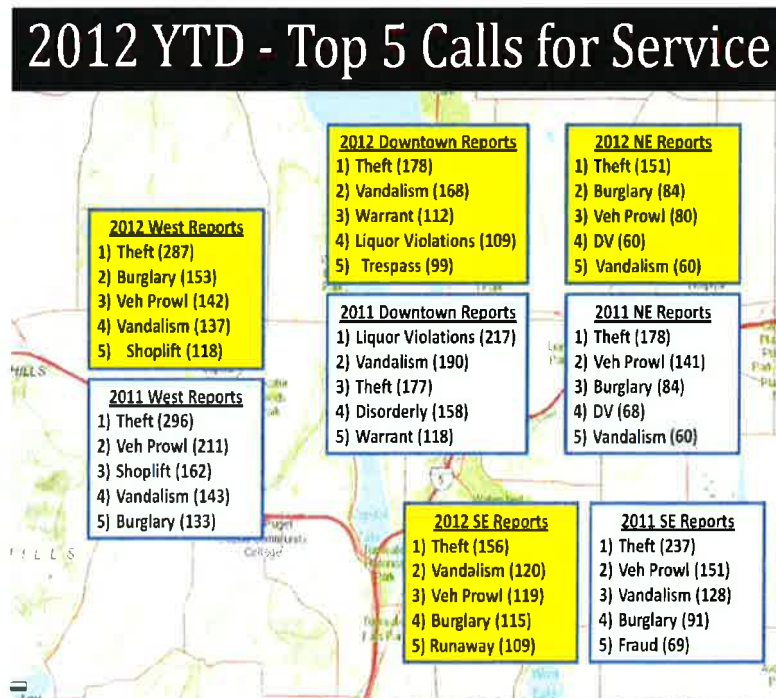 2012 YTD - Top 5 Calls for Service
2012 Downtown Reports
1) Theft (178)
2) Vandalism (168)
3) Warrant (112)
4) Liquor Violations (109)
5) Trespass (99)
2012 NE Reports
1) Theft (151)
2) Burglary (84)
3) Veh Prowl (80)
4) DV (60)
5) Vandalism (60)
2012 West Reports
1) Theft (287)
2) Burglary (153)
3) Veh Prowl (142)
4) Vandalism (137)
5) Shoplift (118)
2011 Downtown Reports
1) Liquor Violations (217)
2) Vandalism (190)
3) Theft (177)
4) Disorderly (158)
5) Warrant (118)
2011 NE Reports
1) Theft (178)
2) Veh Prowl (141)
3) Burglary (84)
4) DV (68)
5) Vandalism (60)
HILLS
2011 West Reports
1) Theft (296)
2) Veh Prowl (211)
3) Shoplift (162)
4) Vandalism (143)
5) Burglary (133)
Puget
College
HILLS
2012 SE Reports
1) Theft (156)
2) Vandalism (120)
3) Veh Prowl (119)
4) Burglary (115)
5) Runaway (109)
2011 SE Reports
1) Theft (237)
2) Veh Prowl (151)
3) Vandalism (128)
4) Burglary (91)
5) Fraud (69)